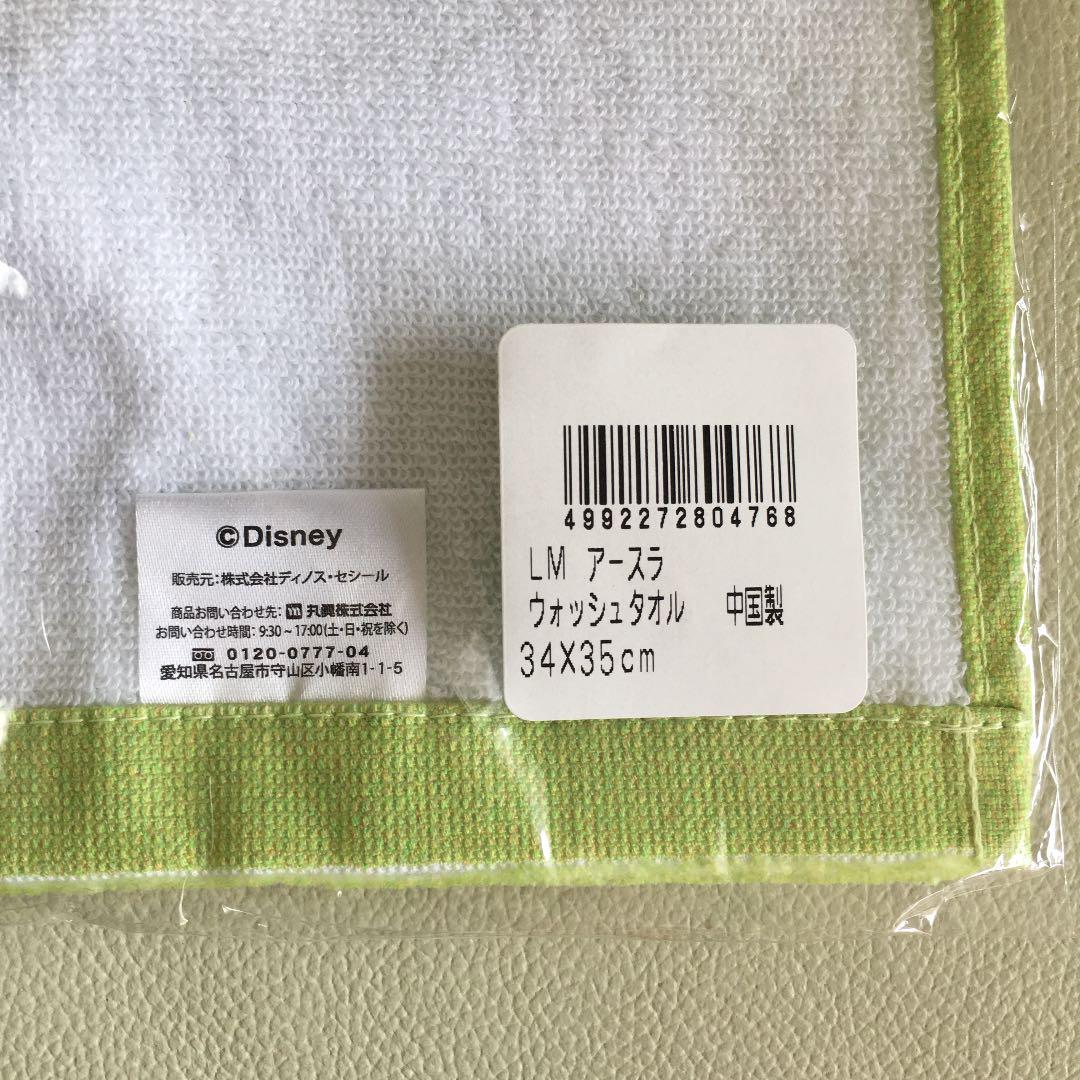 ©Disney
販売元:株式会社ディノス・セシール
商品お問い合わせ先: m 丸眞株式会社
お問い合わせ時間: 9:30～17:00(土・日・祝を除く)
0120-0777-04
愛知県名古屋市守山区小幡南1-1-5
4992272804768
LM アースラ
ウォッシュタオル 中国製
34X35cm